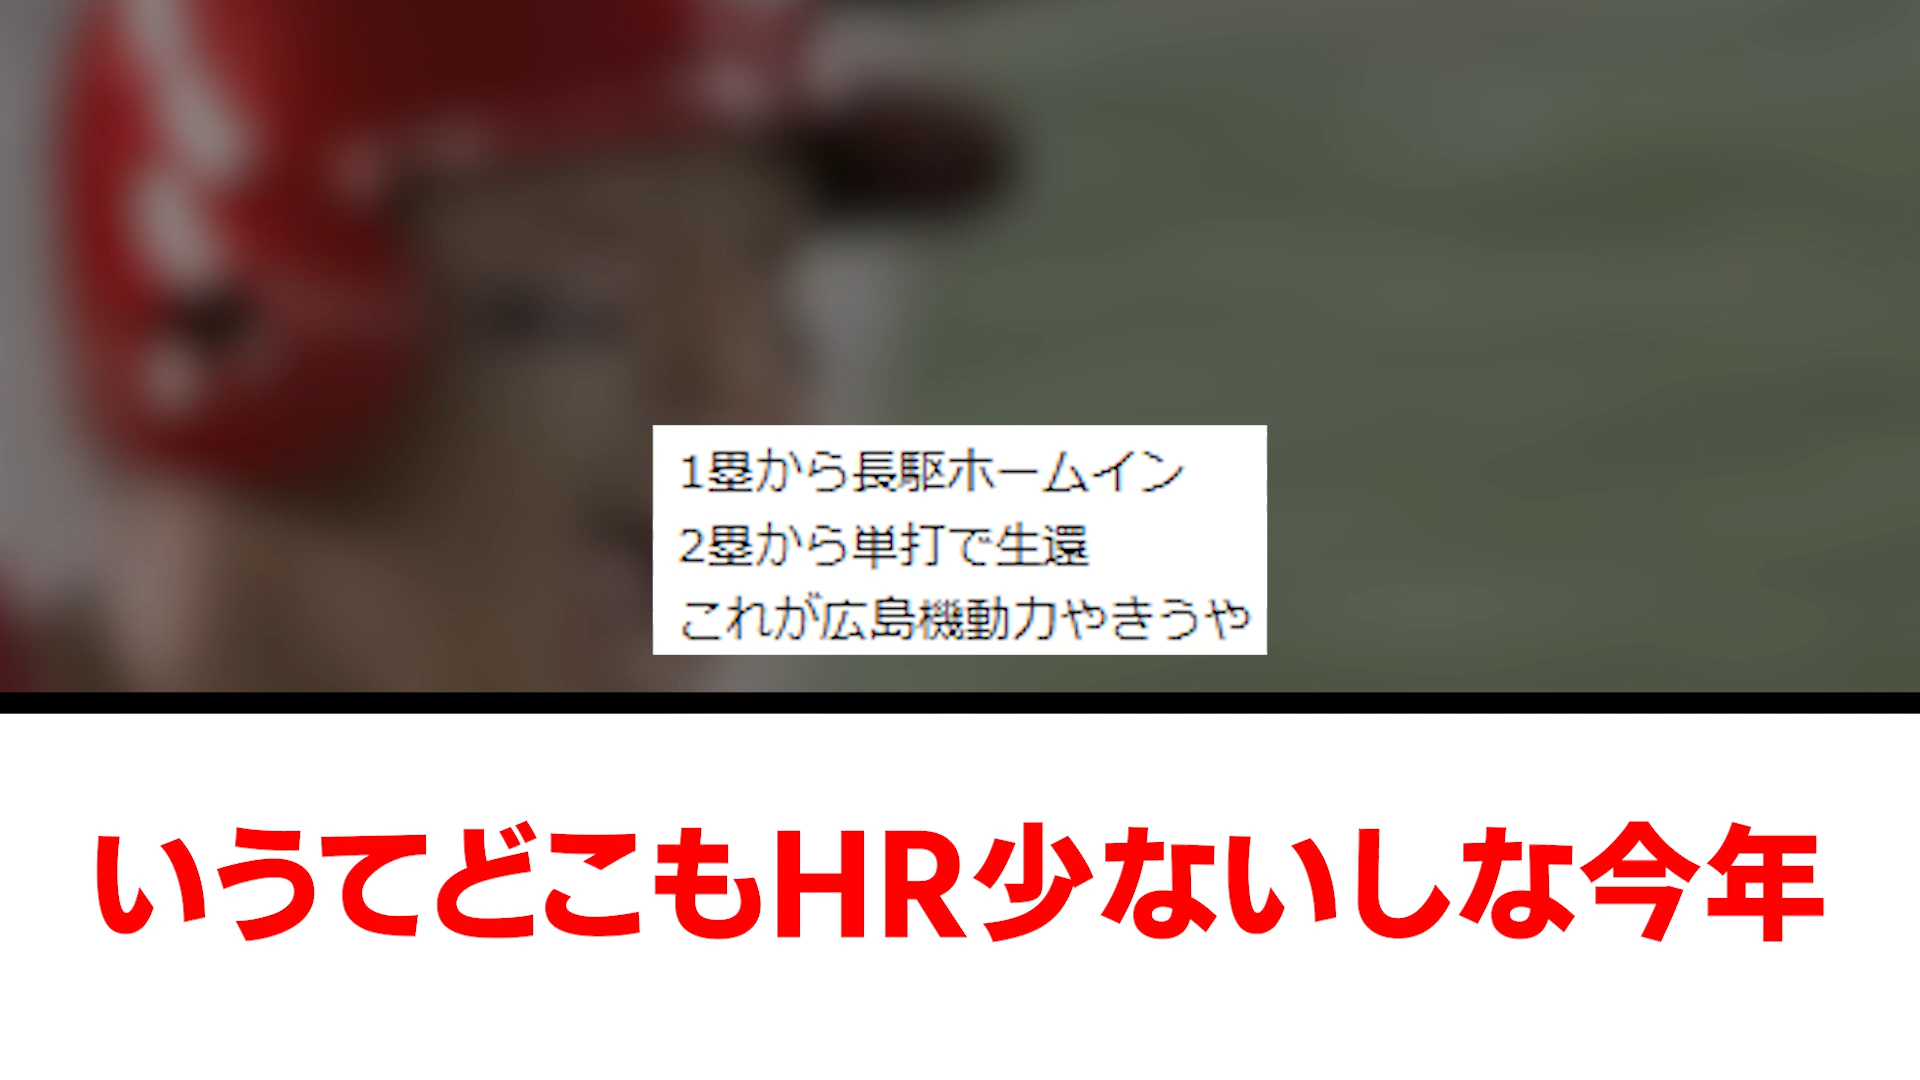 1塁から長駆ホームイン
2塁から単打で生還
これが広島機動力やきうや
いうてどこもHR少ないしな今年